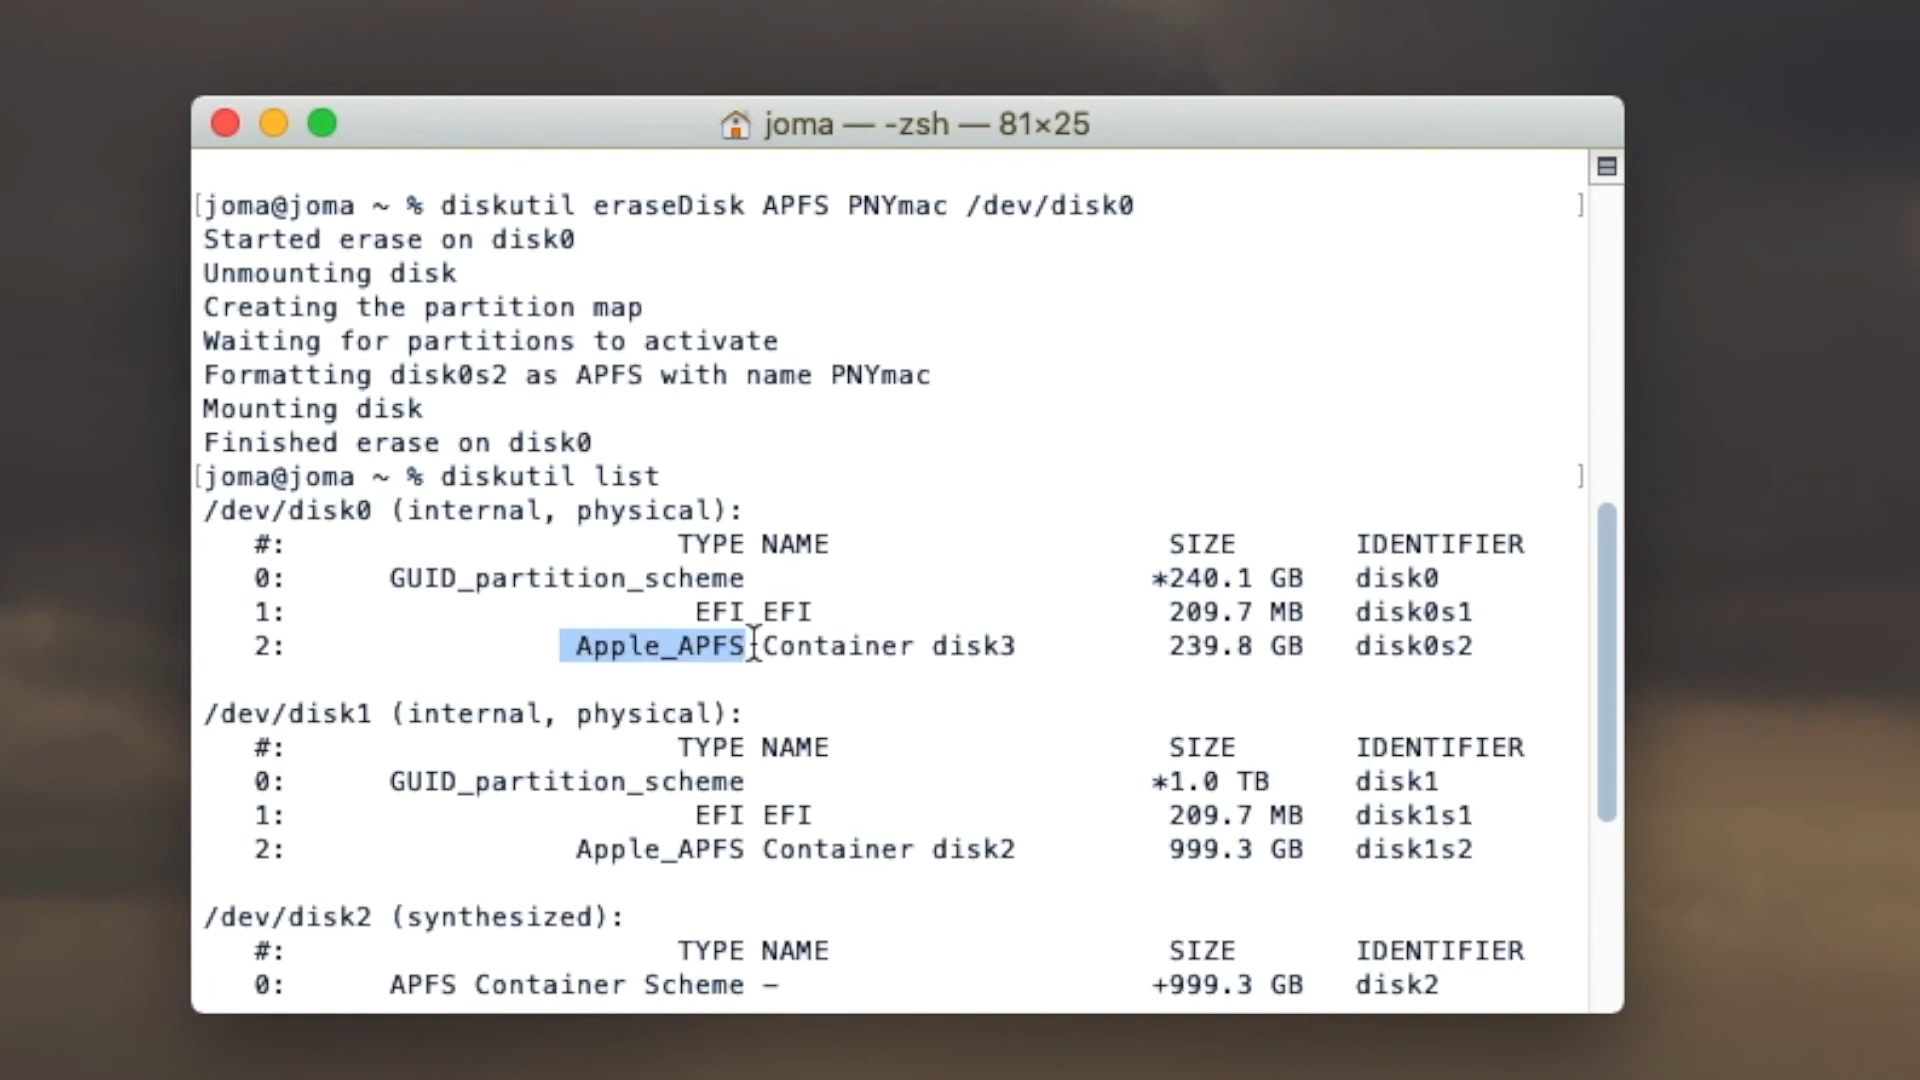 joma — -zsh — 81×25
[joma@joma ~ % diskutil eraseDisk APFS PNYmac /dev/disk0 ]
Started erase on disk0
Unmounting disk
Creating the partition map
Waiting for partitions to activate
Formatting disk0s2 as APFS with name PNYmac
Mounting disk
Finished erase on disk0
[joma@joma ~ % diskutil list ]
/dev/disk0 (internal, physical):
#: TYPE NAME SIZE IDENTIFIER
0: GUID_partition_scheme *240.1 GB disk0
1: EFI EFI 209.7 MB disk0s1
2: Apple_APFS Container disk3 239.8 GB disk0s2
/dev/disk1 (internal, physical):
#: TYPE NAME SIZE IDENTIFIER
0: GUID_partition_scheme *1.0 TB disk1
1: EFI EFI 209.7 MB disk1s1
2: Apple_APFS Container disk2 999.3 GB disk1s2
/dev/disk2 (synthesized):
#: TYPE NAME SIZE IDENTIFIER
0: APFS Container Scheme - +999.3 GB disk2